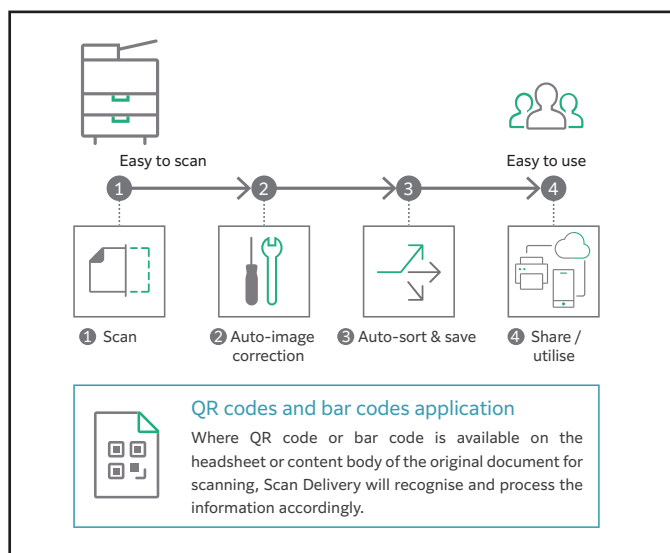 Easy to scan
Easy to use
1
2
3
4
1 Scan
2 Auto-image
correction
3 Auto-sort & save
4 Share /
utilise
QR codes and bar codes application
Where QR code or bar code is available on the
headsheet or content body of the original document for
scanning, Scan Delivery will recognise and process the
information accordingly.